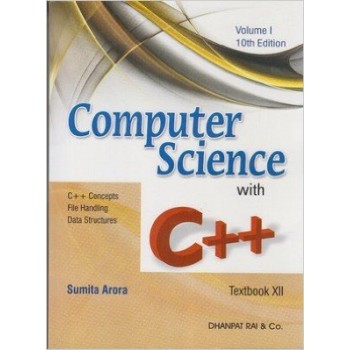 Volume I
10th Edition
Computer
Science
with
C++
C++ Concepts
File Handling
Data Structures
Sumita Arora
Textbook XII
DHANPAT RAI & Co.